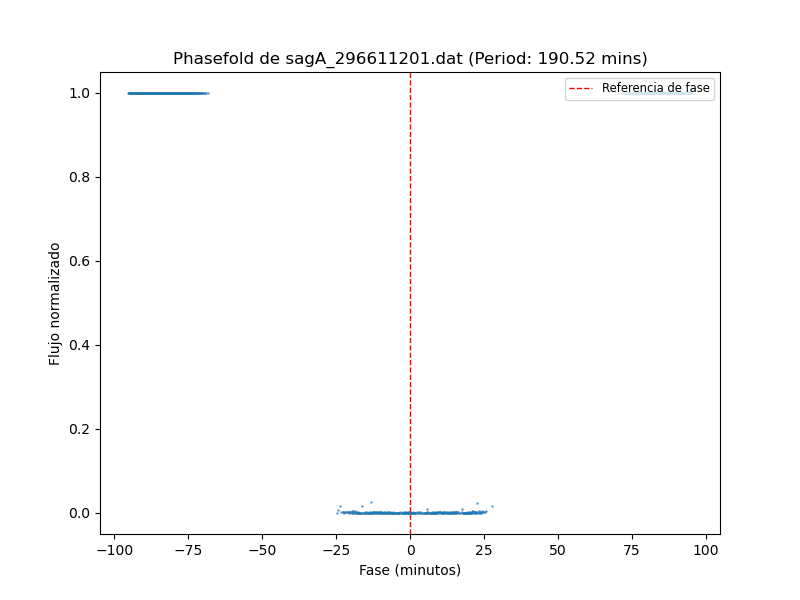 Phasefold de sagA_296611201.dat (Period: 190.52 mins)
Referencia de fase
Flujo normalizado
1.0
0.8
0.6
0.4
0.2
0.0
−100 −75 −50 −25 0 25 50 75 100
Fase (minutos)